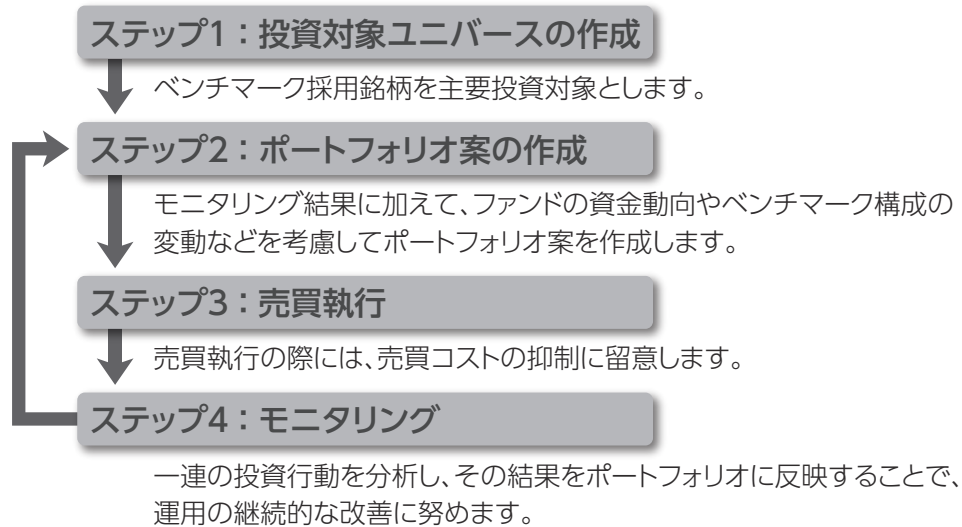 ステップ1：投資対象ユニバースの作成
ベンチマーク採用銘柄を主要投資対象とします。
ステップ2：ポートフォリオ案の作成
モニタリング結果に加えて、ファンドの資金動向やベンチマーク構成の
変動などを考慮してポートフォリオ案を作成します。
ステップ3：売買執行
売買執行の際には、売買コストの抑制に留意します。
ステップ4：モニタリング
一連の投資行動を分析し、その結果をポートフォリオに反映することで、
運用の継続的な改善に努めます。